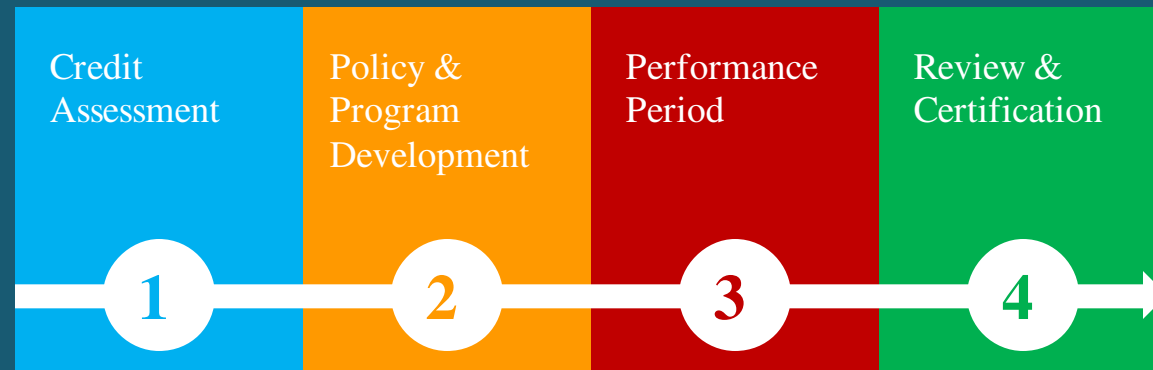 Credit
Assessment
Policy &
Program
Development
Performance
Period
Review &
Certification
1
2
3
4